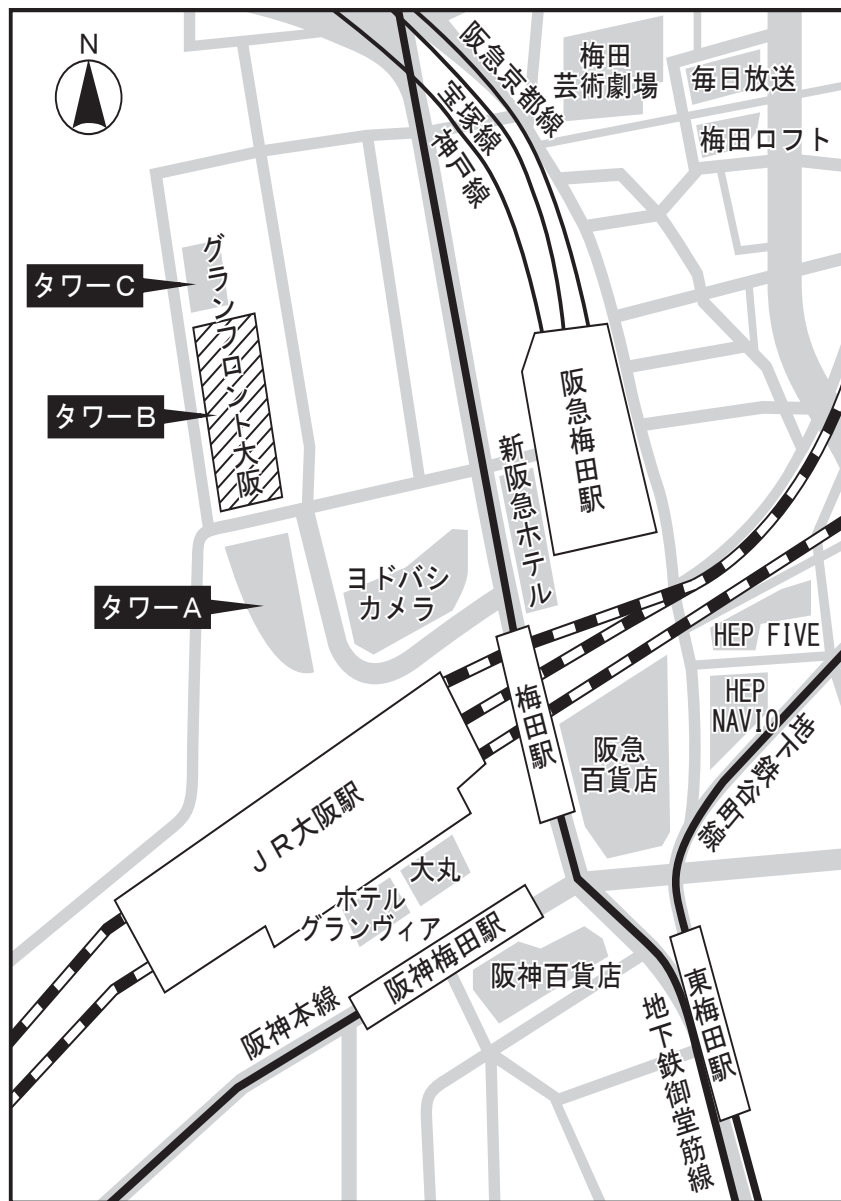 N
阪急京都線
宝塚線
神戸線
梅田
芸術劇場
毎日放送
梅田ロフト
タワーC
グランフロント大阪
タワーB
タワーA
阪急梅田駅
新阪急ホテル
ヨドバシ
カメラ
HEP FIVE
HEP
NAVIO
地下鉄谷町線
梅田駅
阪急
百貨店
JR大阪駅
大丸
ホテル
グランヴィア
阪神梅田駅
阪神百貨店
阪神本線
東梅田駅
地下鉄御堂筋線